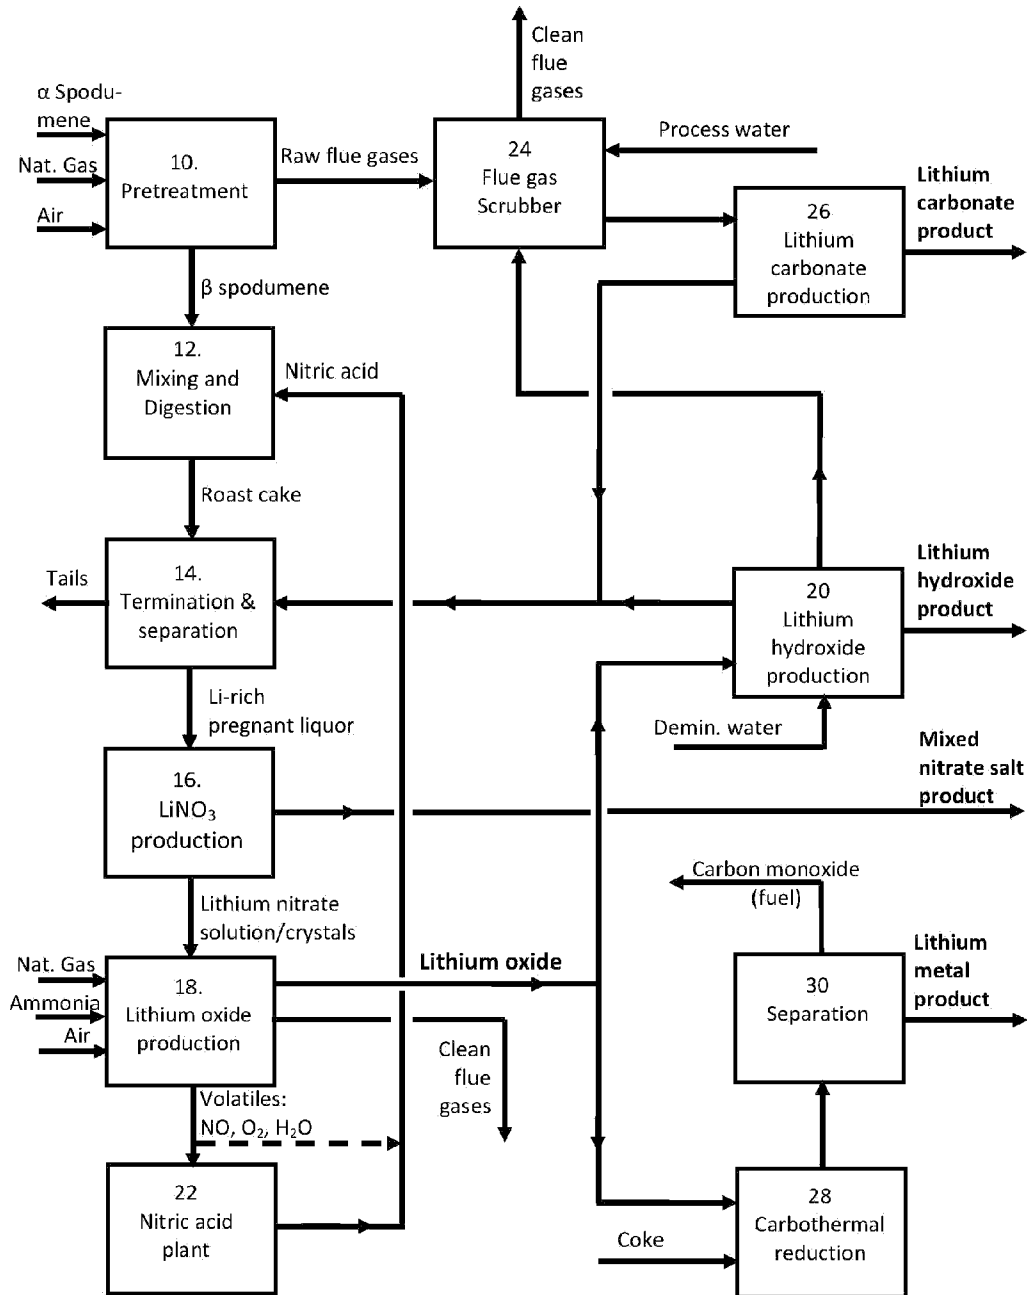 Clean
flue
gases
α Spodu-
mene
Nat. Gas
Air
10.
Pretreatment
Raw flue gases
24
Flue gas
Scrubber
Process water
26
Lithium
carbonate
production
Lithium
carbonate
product
β spodumene
12.
Mixing and
Digestion
Nitric acid
Roast cake
Tails
14.
Termination &
separation
20
Lithium
hydroxide
production
Lithium
hydroxide
product
Li-rich
pregnant liquor
Demin. water
16.
LiNO₃
production
Mixed
nitrate salt
product
Lithium nitrate
solution/crystals
Carbon monoxide
(fuel)
Nat. Gas
Ammonia
Air
18.
Lithium oxide
production
Lithium oxide
30
Separation
Lithium
metal
product
Clean
flue
gases
Volatiles:
NO, O₂, H₂O
22
Nitric acid
plant
Coke
28
Carbothermal
reduction